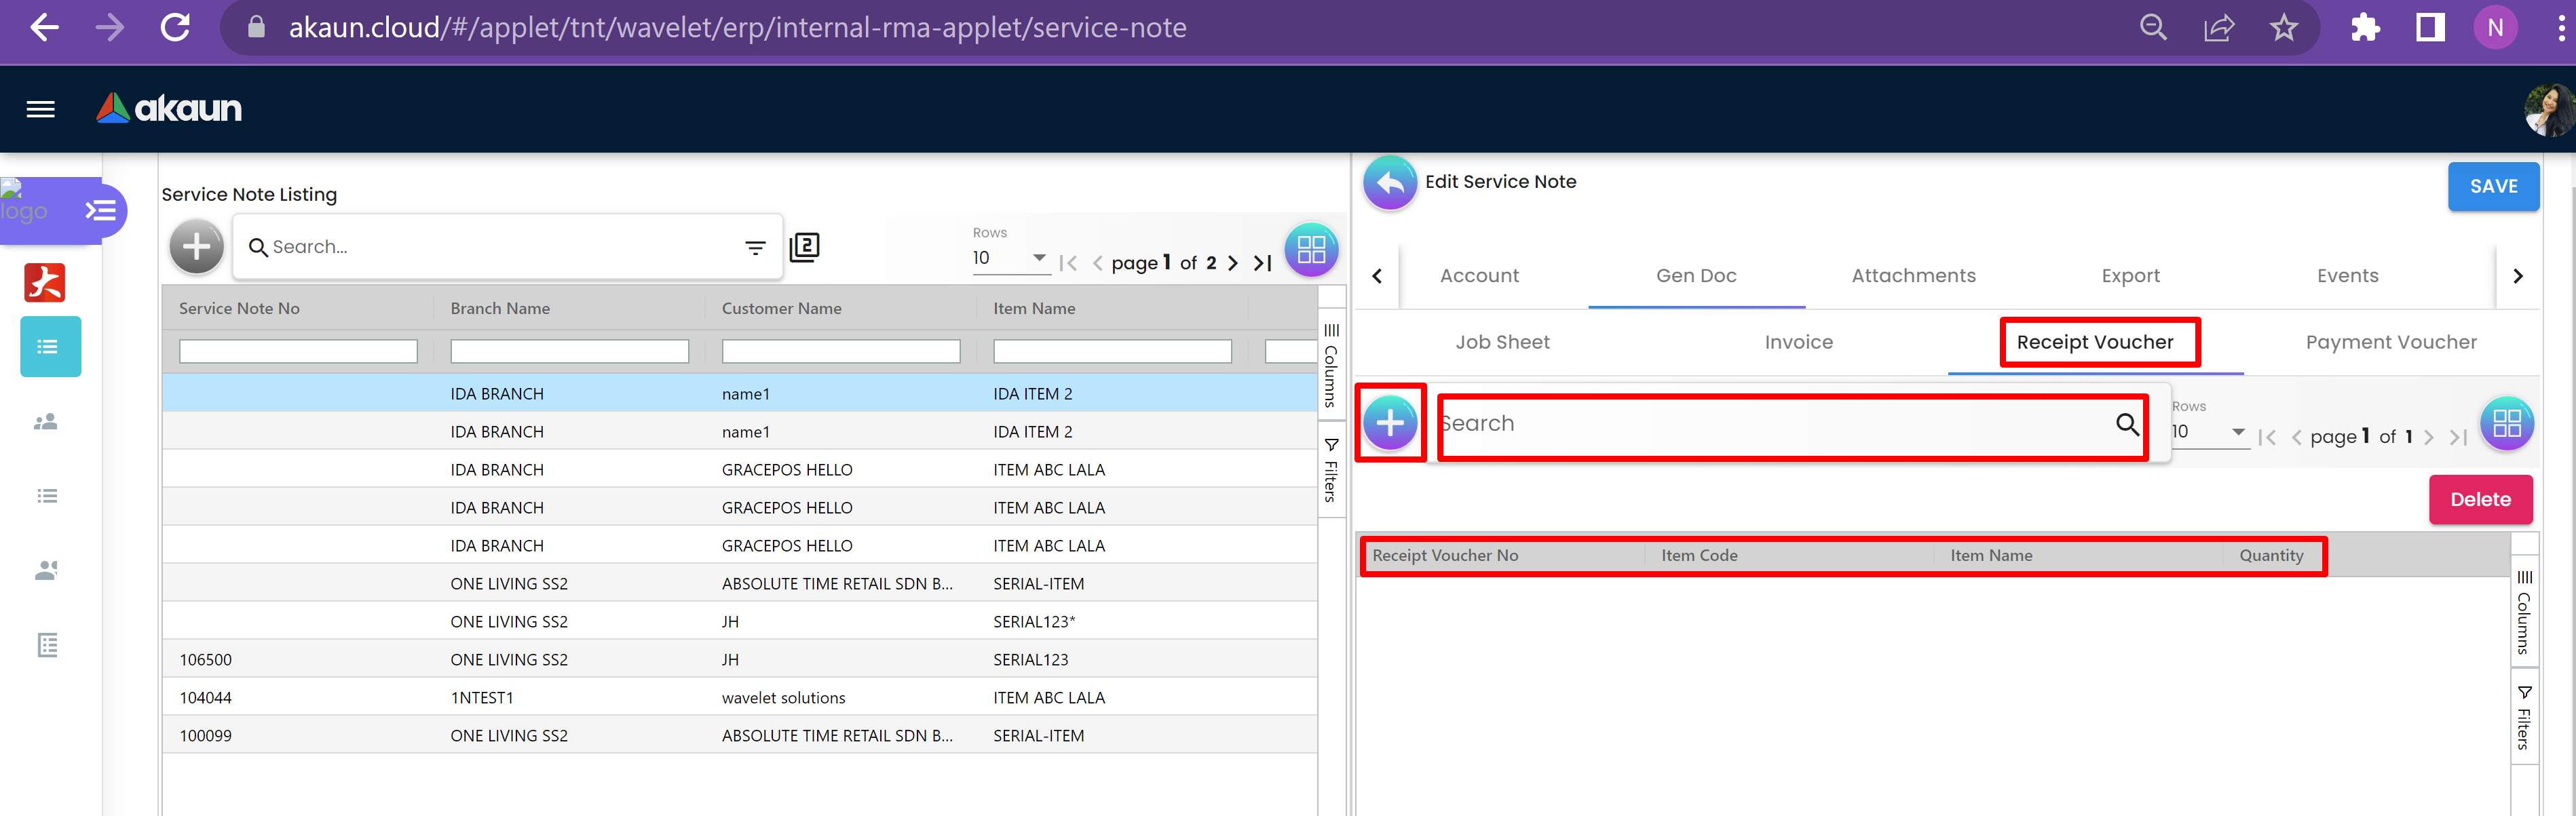 akaun.cloud/#/applet/tnt/wavelet/erp/internal-rma-applet/service-note
N
akaun
logo
Service Note Listing
Search...
2
Rows
10
page 1 of 2
Service Note No Branch Name Customer Name Item Name
IDA BRANCH name1 IDA ITEM 2
IDA BRANCH name1 IDA ITEM 2
IDA BRANCH GRACEPOS HELLO ITEM ABC LALA
IDA BRANCH GRACEPOS HELLO ITEM ABC LALA
IDA BRANCH GRACEPOS HELLO ITEM ABC LALA
ONE LIVING SS2 ABSOLUTE TIME RETAIL SDN B... SERIAL-ITEM
ONE LIVING SS2 JH SERIAL123*
106500 ONE LIVING SS2 JH SERIAL123
104044 1NTEST1 wavelet solutions ITEM ABC LALA
100099 ONE LIVING SS2 ABSOLUTE TIME RETAIL SDN B... SERIAL-ITEM
Columns
Filters
Edit Service Note
SAVE
Account Gen Doc Attachments Export Events
Job Sheet Invoice Receipt Voucher Payment Voucher
Search
Rows
10
page 1 of 1
Delete
Receipt Voucher No Item Code Item Name Quantity
Columns
Filters